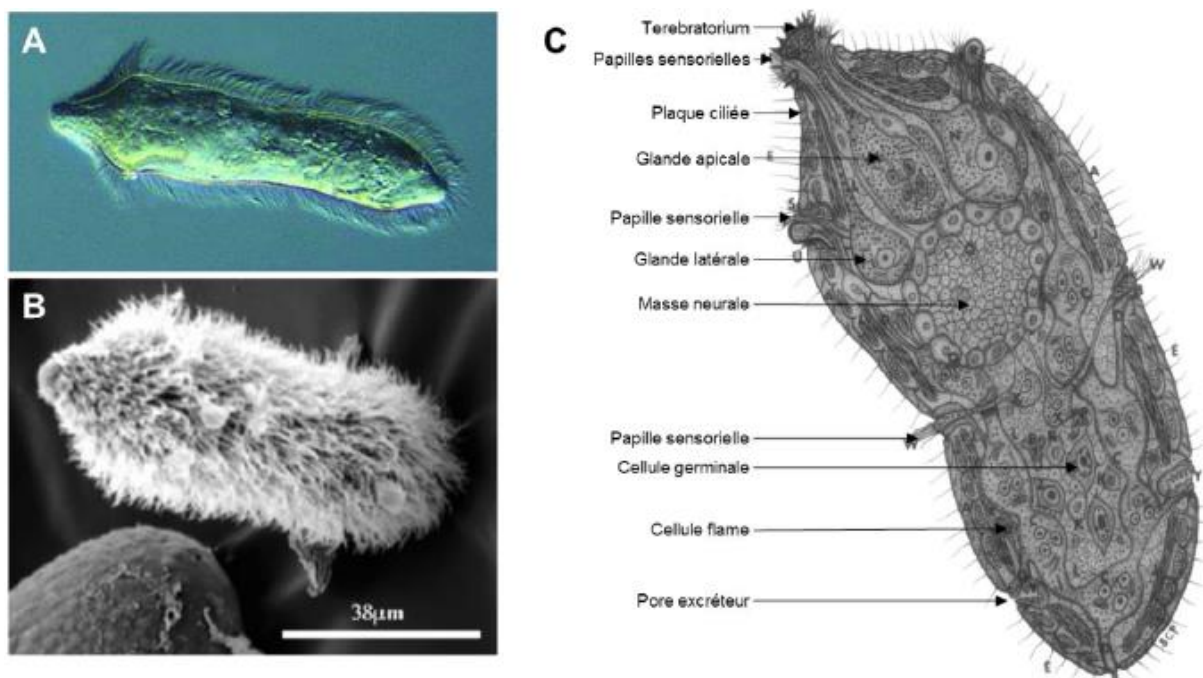 A
B
38µm
C
Terebratorium
Papilles sensorielles
Plaque ciliée
Glande apicale
Papille sensorielle
Glande latérale
Masse neurale
Papille sensorielle
Cellule germinale
Cellule flame
Pore excréteur
E
N
A
S
U
W
E
Y
E
SCP